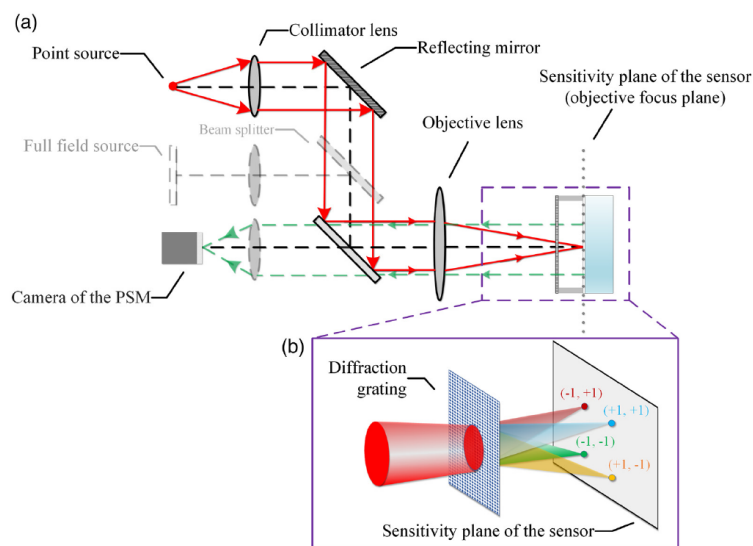 (a)
Collimator lens
Reflecting mirror
Point source
Sensitivity plane of the sensor
(objective focus plane)
Objective lens
Beam splitter
Full field source
Camera of the PSM
(b)
Diffraction
grating
(-1, +1)
(+1, +1)
(-1, -1)
(+1, -1)
Sensitivity plane of the sensor